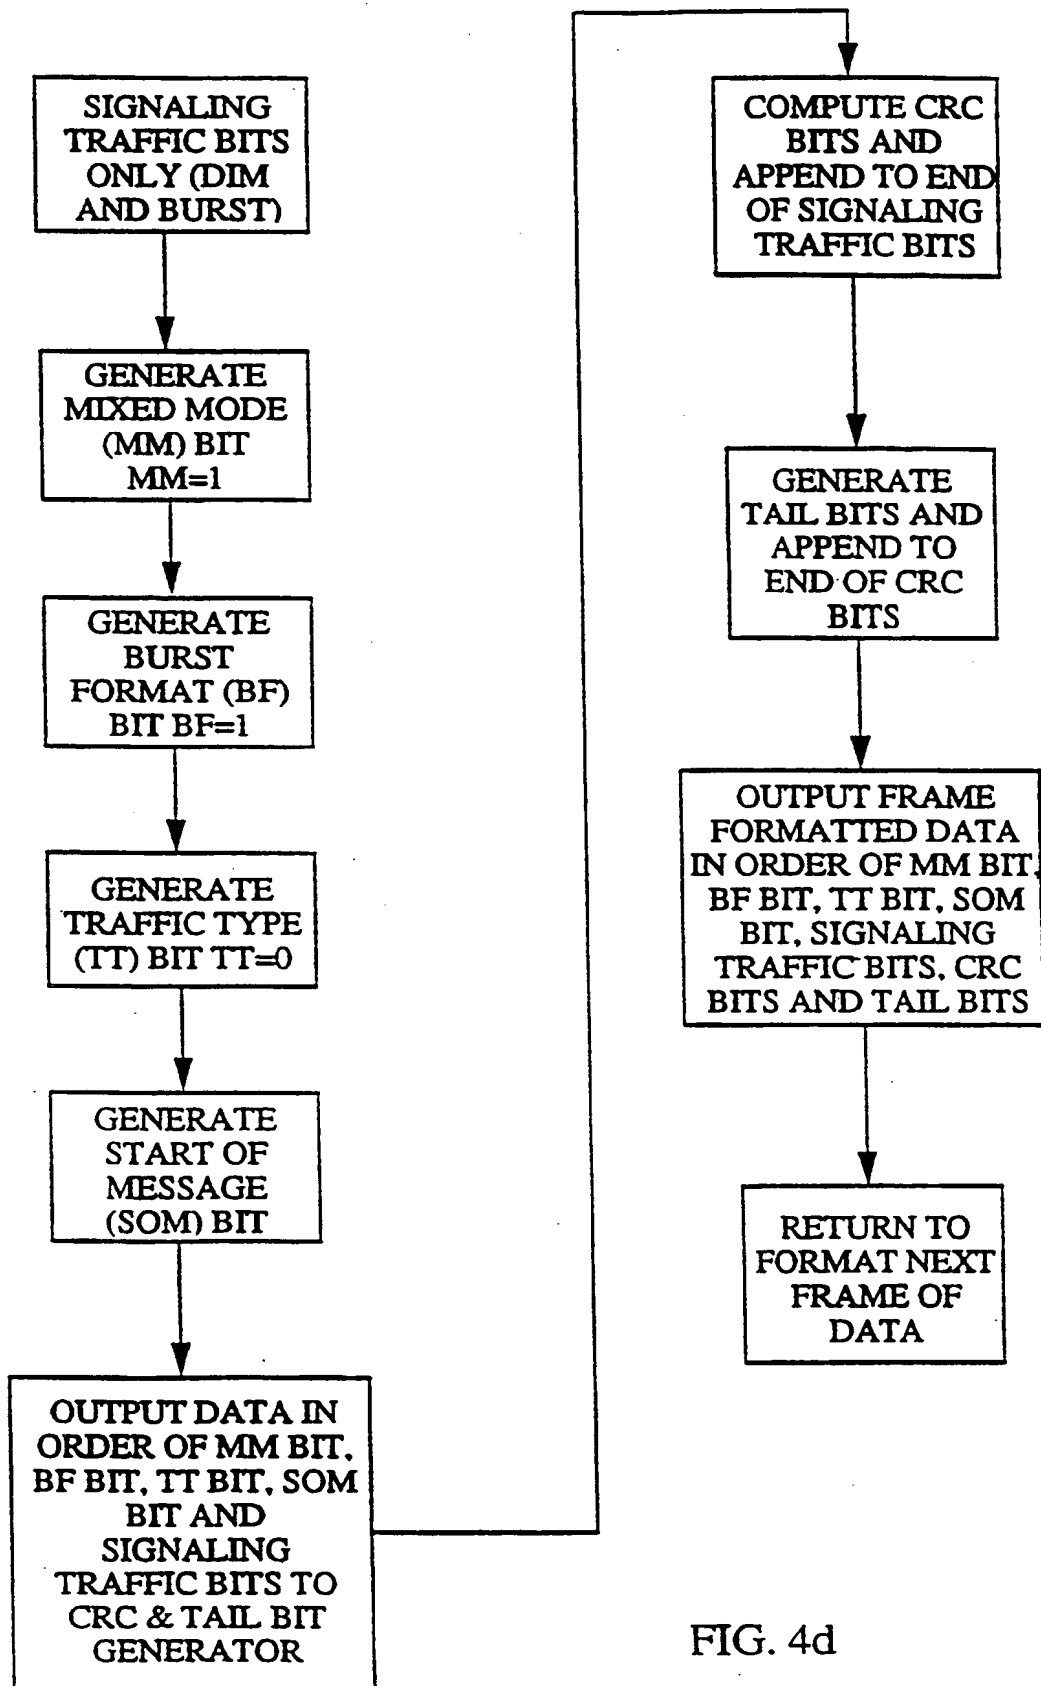 SIGNALING
TRAFFIC BITS
ONLY (DIM
AND BURST)
GENERATE
MIXED MODE
(MM) BIT
MM=1
GENERATE
BURST
FORMAT (BF)
BIT BF=1
GENERATE
TRAFFIC TYPE
(TT) BIT TT=0
GENERATE
START OF
MESSAGE
(SOM) BIT
OUTPUT DATA IN
ORDER OF MM BIT,
BF BIT, TT BIT, SOM
BIT AND
SIGNALING
TRAFFIC BITS TO
CRC & TAIL BIT
GENERATOR
COMPUTE CRC
BITS AND
APPEND TO END
OF SIGNALING
TRAFFIC BITS
GENERATE
TAIL BITS AND
APPEND TO
END OF CRC
BITS
OUTPUT FRAME
FORMATTED DATA
IN ORDER OF MM BIT,
BF BIT, TT BIT, SOM
BIT, SIGNALING
TRAFFIC BITS, CRC
BITS AND TAIL BITS
RETURN TO
FORMAT NEXT
FRAME OF
DATA
FIG. 4d